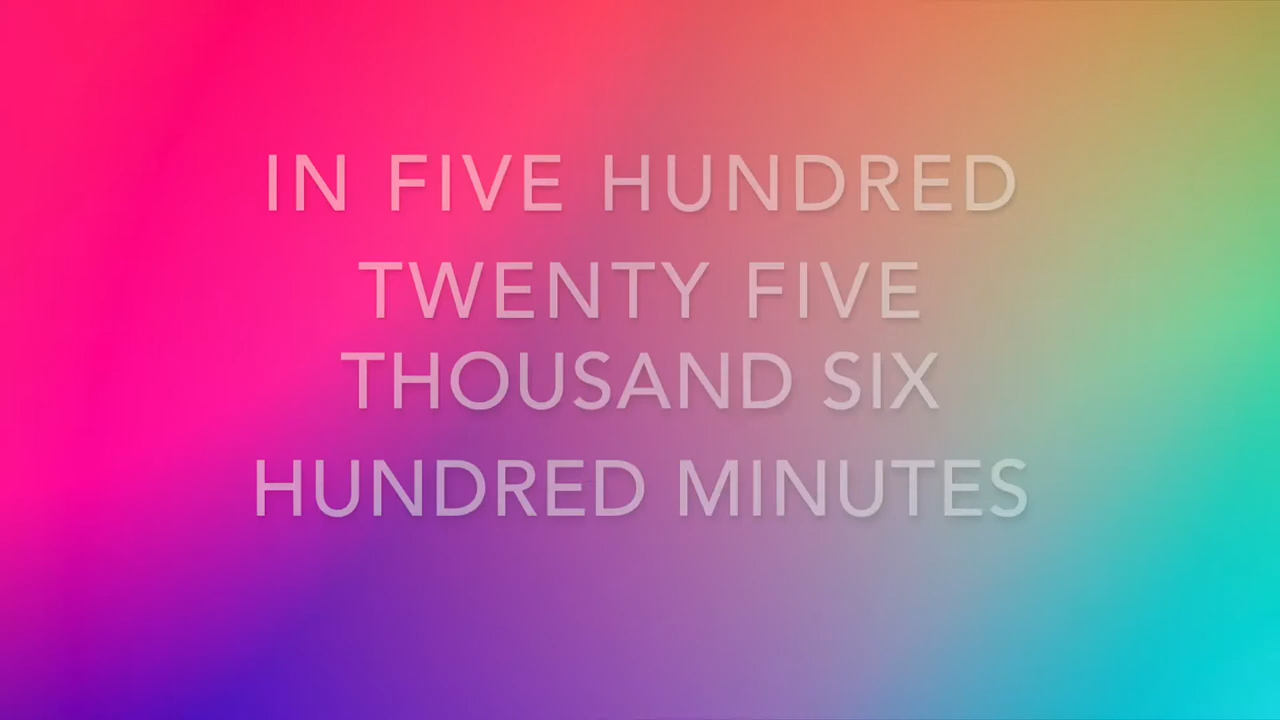 IN FIVE HUNDRED
TWENTY FIVE
THOUSAND SIX
HUNDRED MINUTES